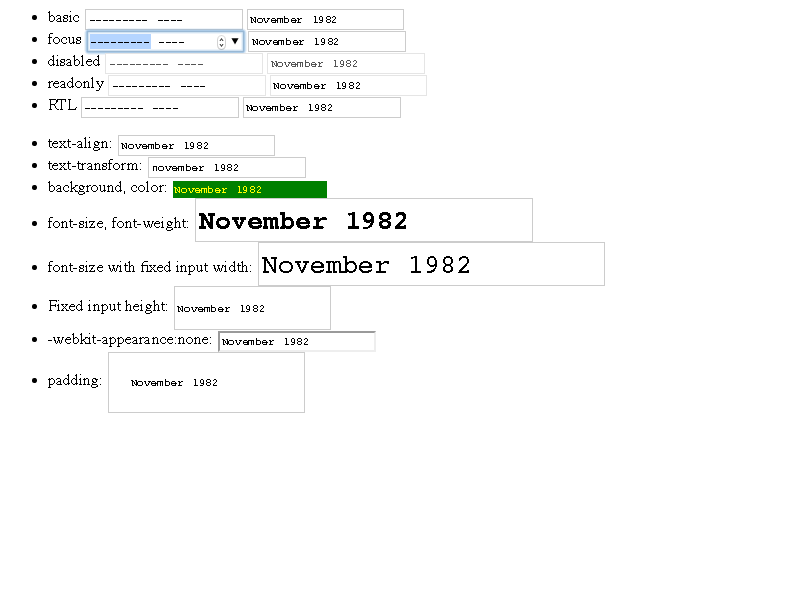 basic --------- ---- November 1982
focus --------- ---- November 1982
disabled --------- ---- November 1982
readonly --------- ---- November 1982
RTL --------- ---- November 1982
text-align: November 1982
text-transform: november 1982
background, color: November 1982
font-size, font-weight: November 1982
font-size with fixed input width: November 1982
Fixed input height: November 1982
-webkit-appearance:none: November 1982
padding: November 1982